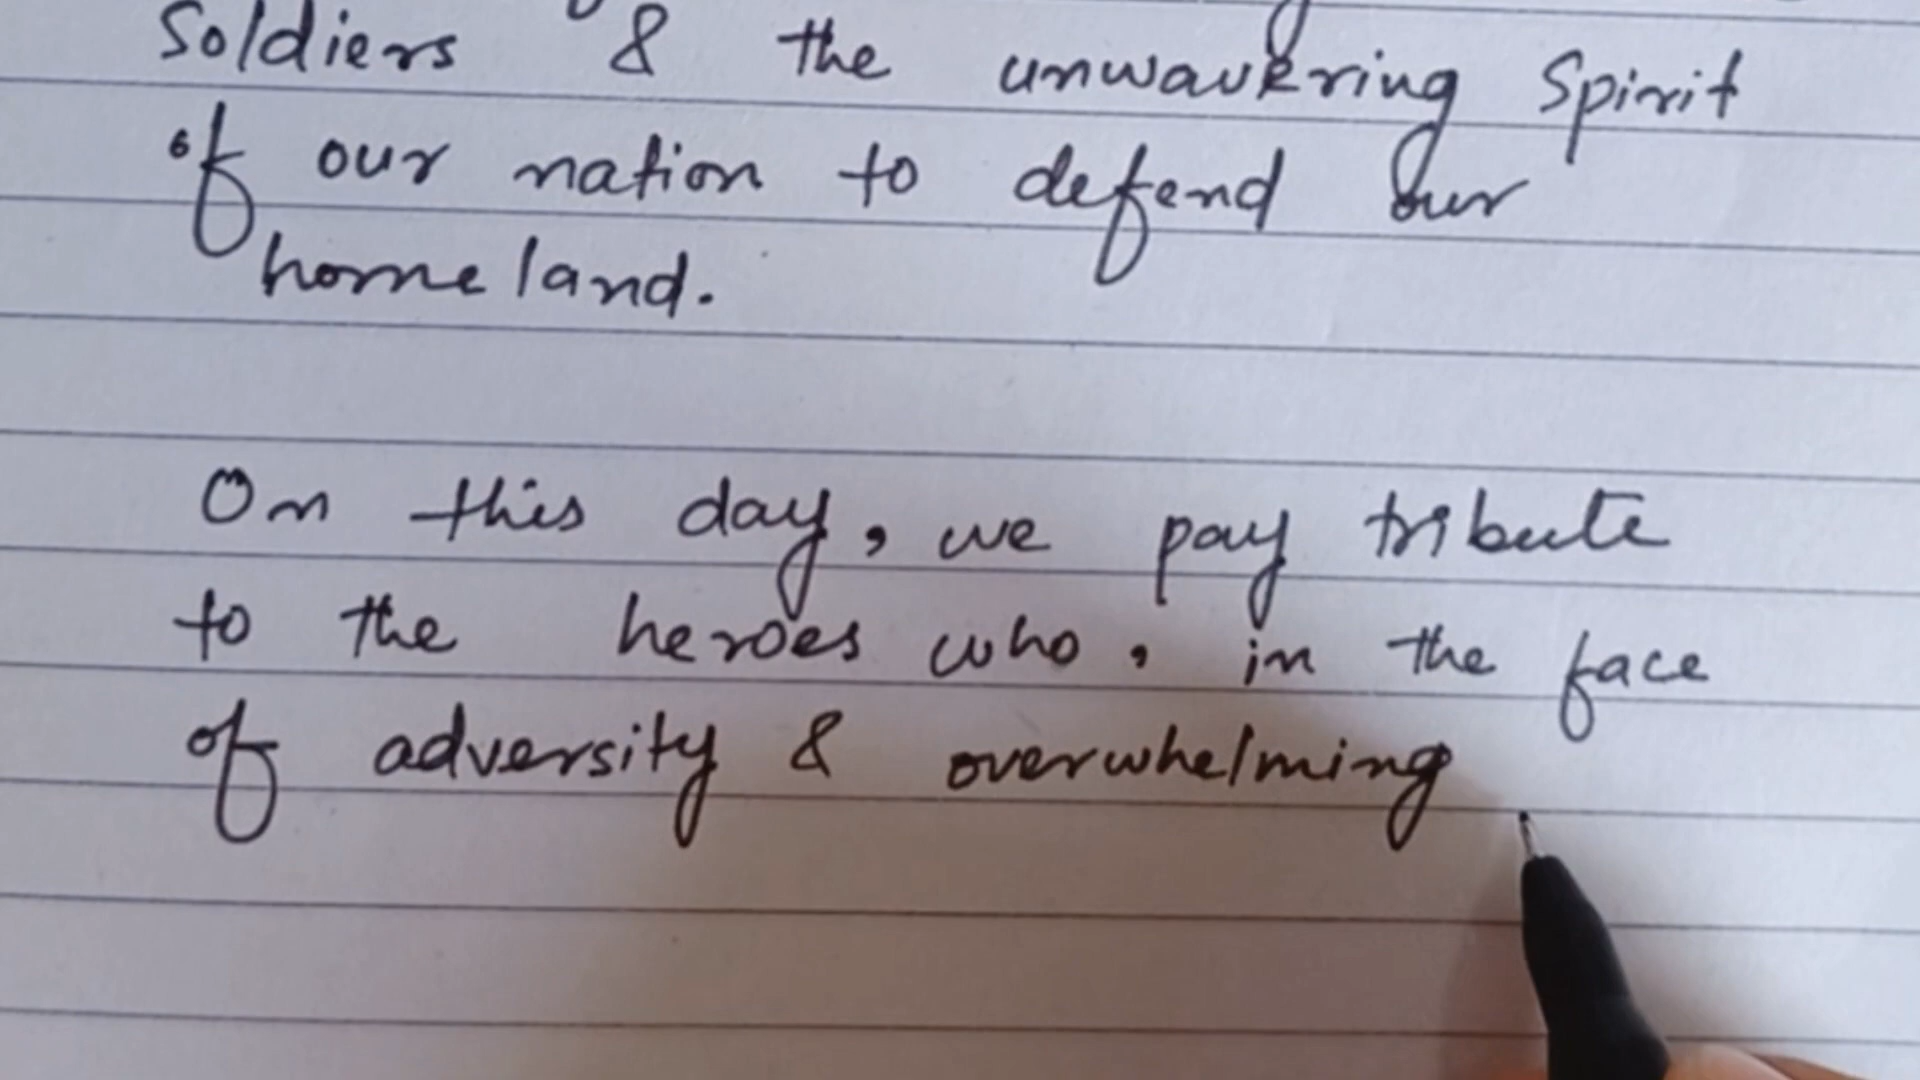 Soldiers & the unwavering Spirit
of our nation to defend our
homeland.
On this day, we pay tribute
to the heroes who, in the face
of adversity & overwhelming